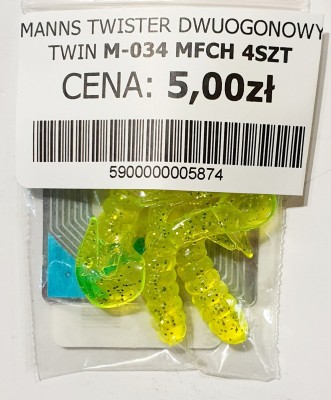 MANNS TWISTER DWUOGONOWY
TWIN M-034 MFCH 4SZT
CENA: 5,00zł
5900000005874